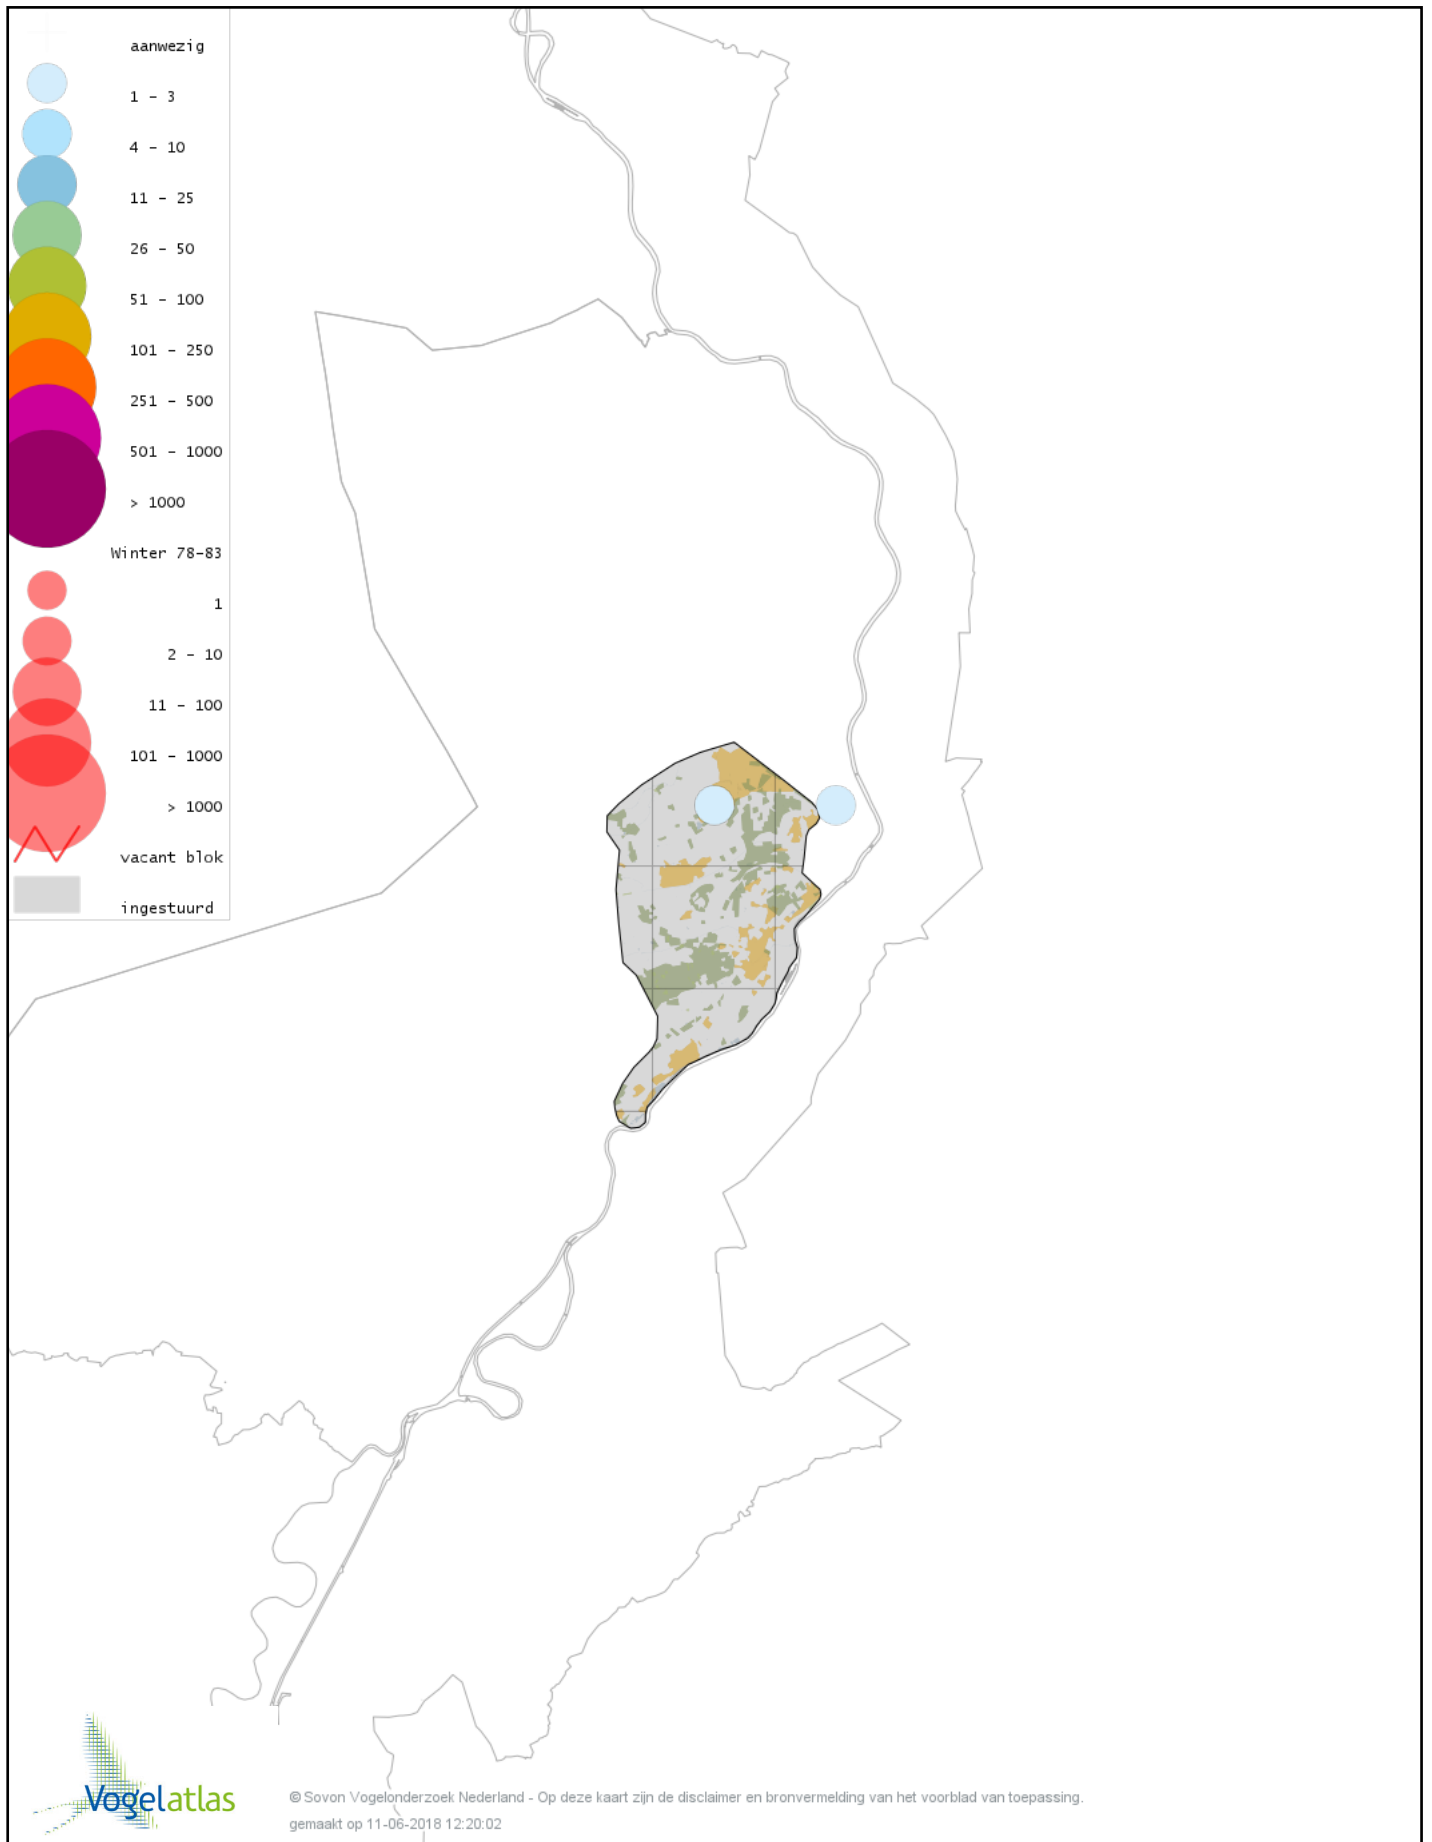 aanwezig
1 - 3
4 - 10
11 - 25
26 - 50
51 - 100
101 - 250
251 - 500
501 - 1000
> 1000
Winter 78-83
1
2 - 10
11 - 100
101 - 1000
> 1000
vacant blok
ingestuurd
Vogelatlas
© Sovon Vogelonderzoek Nederland - Op deze kaart zijn de disclaimer en bronvermelding van het voorblad van toepassing.
gemaakt op 11-06-2018 12:20:02